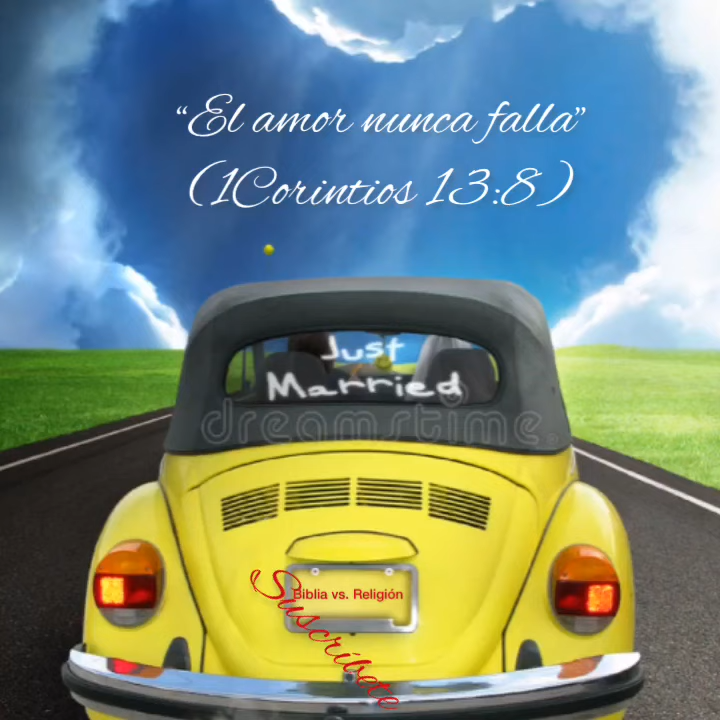 “El amor nunca falla”
(1Corintios 13:8)
Just
Married
dreamstime.
Biblia vs. Religión
Suscríbete